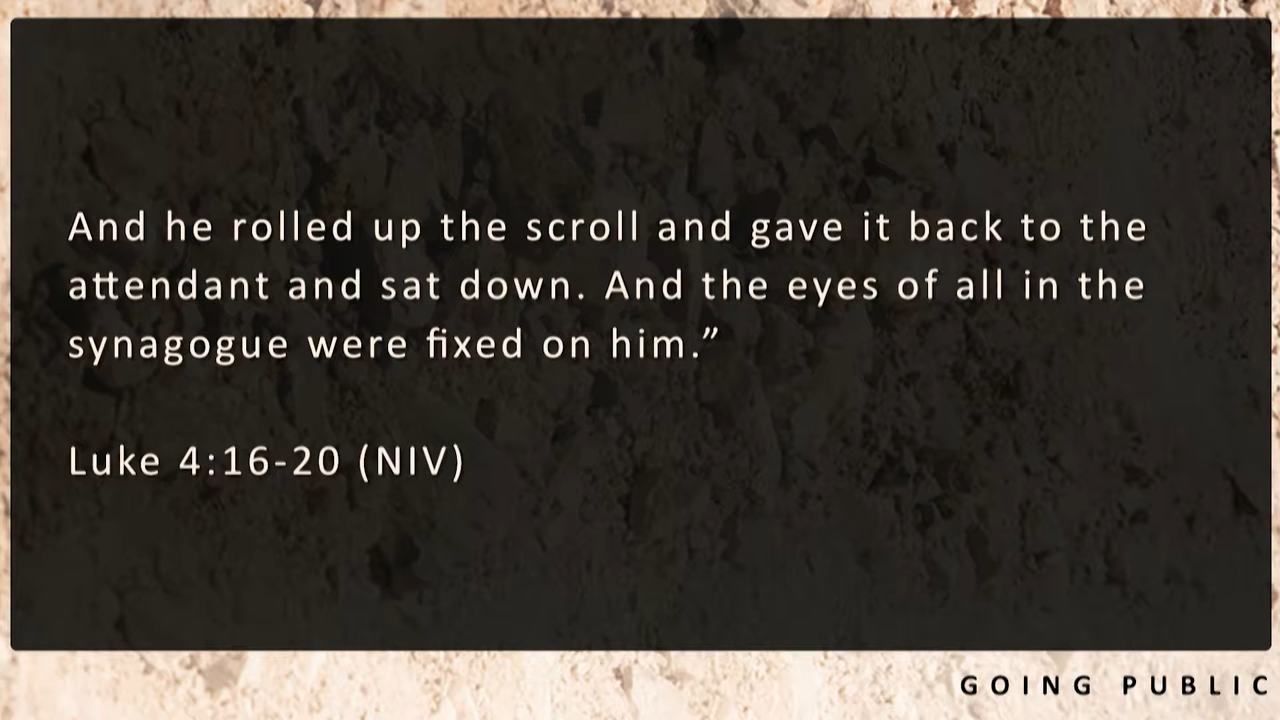 And he rolled up the scroll and gave it back to the
attendant and sat down. And the eyes of all in the
synagogue were fixed on him.”
Luke 4:16-20 (NIV)
GOING PUBLIC